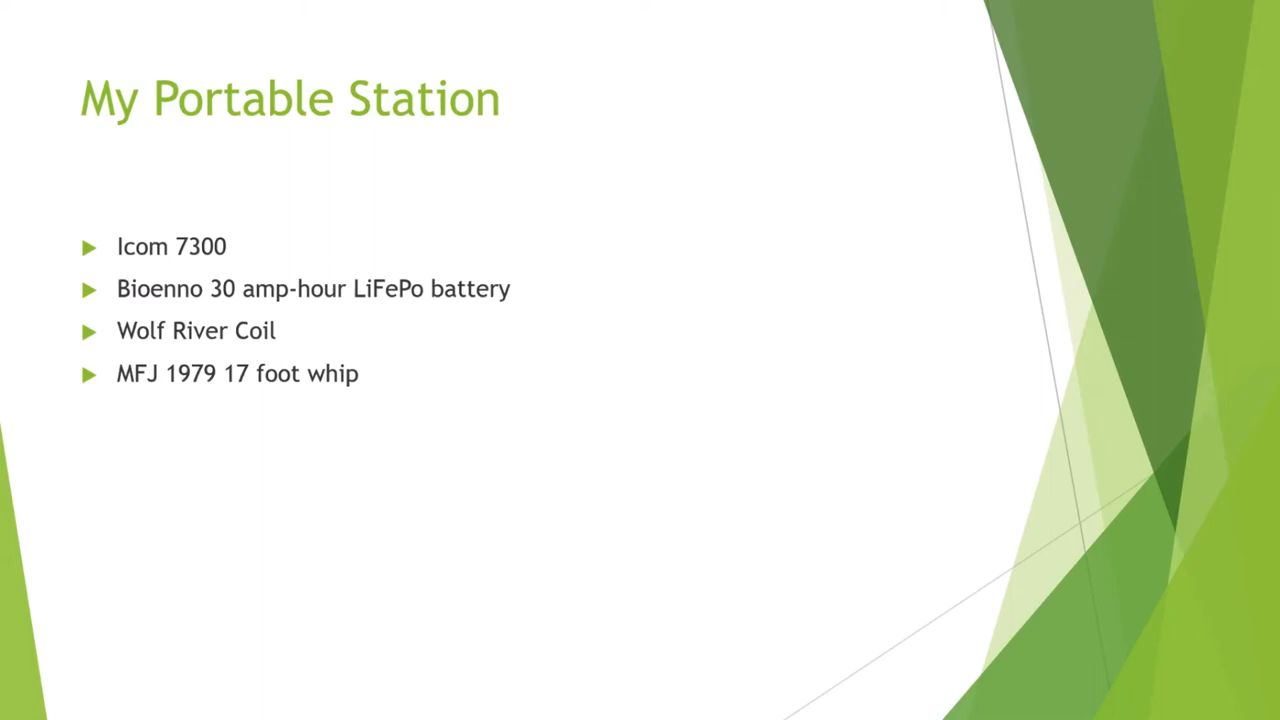 My Portable Station
Icom 7300
Bioenno 30 amp-hour LiFePo battery
Wolf River Coil
MFJ 1979 17 foot whip